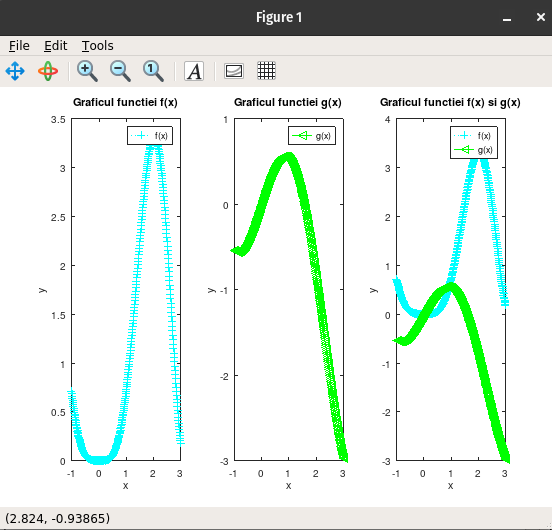 Figure 1
File Edit Tools
A
Graficul functiei f(x)
3.5
3
2.5
2
1.5
1
0.5
0
-1 0 1 2 3
x
y
f(x)
Graficul functiei g(x)
1
0
-1
-2
-3
-1 0 1 2 3
x
y
g(x)
Graficul functiei f(x) si g(x)
4
3
2
1
0
-1
-2
-3
-1 0 1 2 3
x
y
f(x)
g(x)
(2.824, -0.93865)